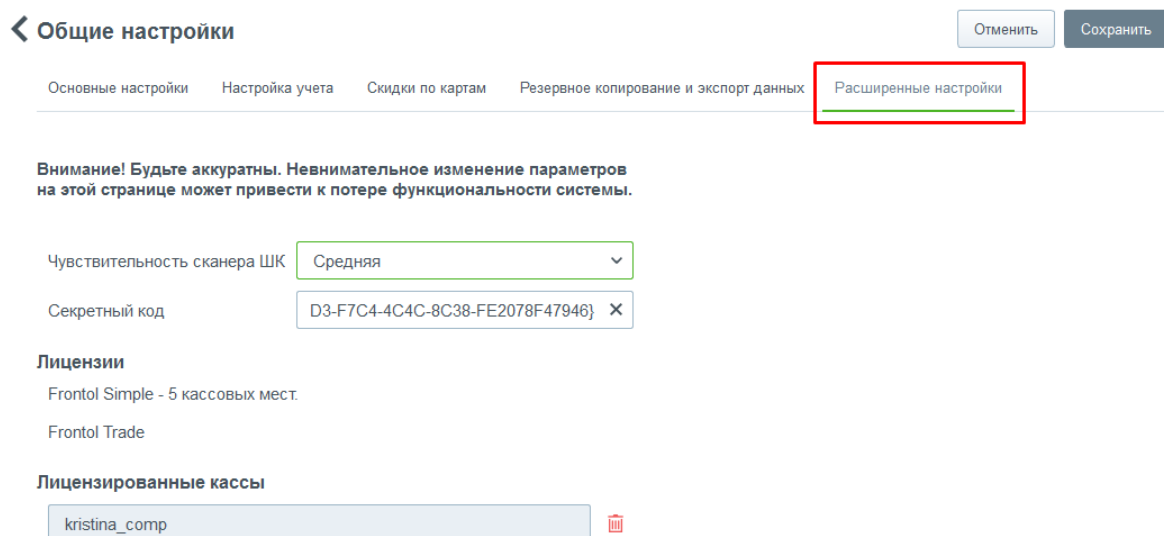 Общие настройки
Отменить
Сохранить
Основные настройки
Настройка учета
Скидки по картам
Резервное копирование и экспорт данных
Расширенные настройки
Внимание! Будьте аккуратны. Невнимательное изменение параметров
на этой странице может привести к потере функциональности системы.
Чувствительность сканера ШК
Средняя
Секретный код
D3-F7C4-4C4C-8C38-FE2078F47946}
Лицензии
Frontol Simple - 5 кассовых мест.
Frontol Trade
Лицензированные кассы
kristina_comp